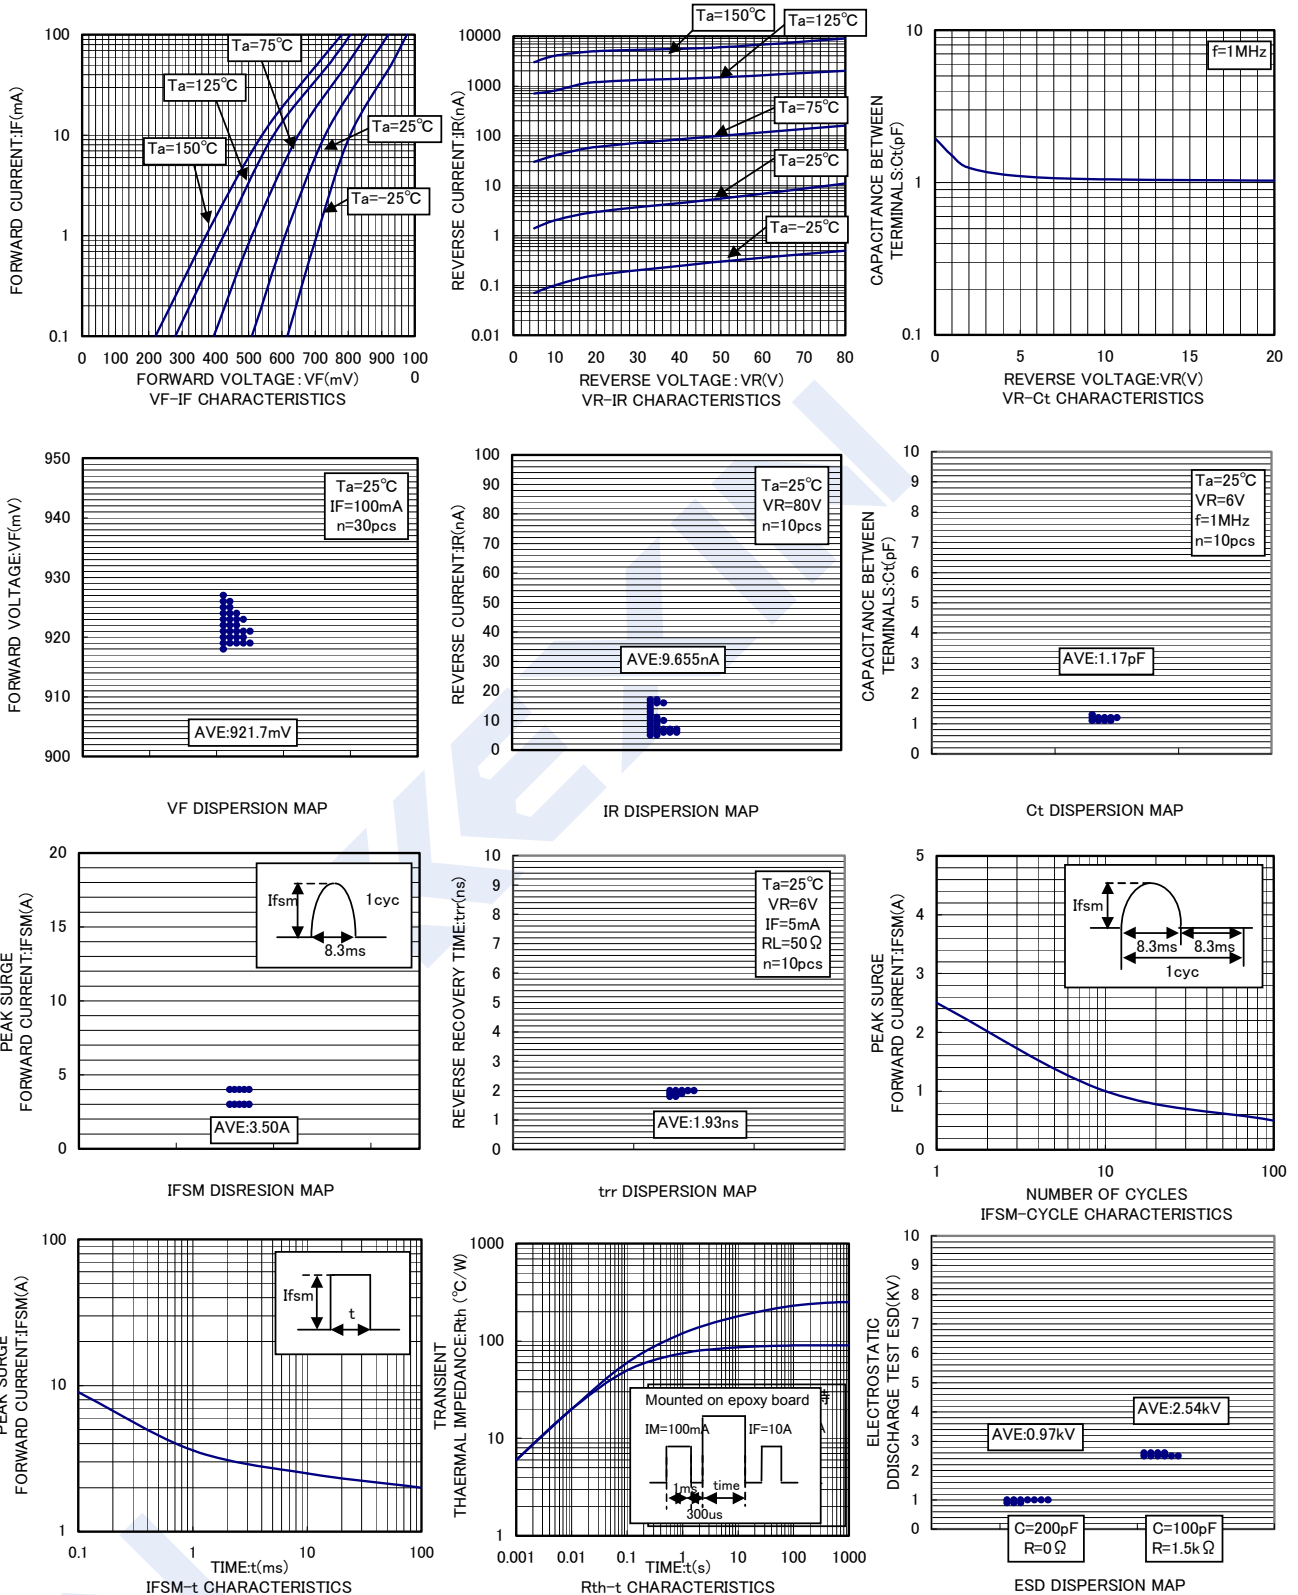 100
10
1
0.1
FORWARD CURRENT:IF(mA)
Ta=75℃
Ta=125℃
Ta=150℃
Ta=25℃
Ta=-25℃
0 100 200 300 400 500 600 700 800 900 100
0
FORWARD VOLTAGE:VF(mV)
VF-IF CHARACTERISTICS
10000
1000
100
10
1
0.1
0.01
REVERSE CURRENT:IR(nA)
Ta=150℃
Ta=125℃
Ta=75℃
Ta=25℃
Ta=-25℃
0 10 20 30 40 50 60 70 80
REVERSE VOLTAGE:VR(V)
VR-IR CHARACTERISTICS
10
1
0.1
CAPACITANCE BETWEEN
TERMINALS:Ct(pF)
f=1MHz
0 5 10 15 20
REVERSE VOLTAGE:VR(V)
VR-Ct CHARACTERISTICS
950
940
930
920
910
900
FORWARD VOLTAGE:VF(mV)
Ta=25℃
IF=100mA
n=30pcs
AVE:921.7mV
VF DISPERSION MAP
100
90
80
70
60
50
40
30
20
10
0
REVERSE CURRENT:IR(nA)
Ta=25℃
VR=80V
n=10pcs
AVE:9.655nA
IR DISPERSION MAP
10
9
8
7
6
5
4
3
2
1
0
CAPACITANCE BETWEEN
TERMINALS:Ct(pF)
Ta=25℃
VR=6V
f=1MHz
n=10pcs
AVE:1.17pF
Ct DISPERSION MAP
20
15
10
5
0
PEAK SURGE
FORWARD CURRENT:IFSM(A)
Ifsm
1cyc
8.3ms
AVE:3.50A
IFSM DISRESION MAP
10
9
8
7
6
5
4
3
2
1
0
REVERSE RECOVERY TIME:trr(ns)
Ta=25℃
VR=6V
IF=5mA
RL=50Ω
n=10pcs
AVE:1.93ns
trr DISPERSION MAP
5
4
3
2
1
0
PEAK SURGE
FORWARD CURRENT:IFSM(A)
Ifsm
8.3ms 8.3ms
1cyc
1 10 100
NUMBER OF CYCLES
IFSM-CYCLE CHARACTERISTICS
100
10
1
PEAK SURGE
FORWARD CURRENT:IFSM(A)
Ifsm
t
0.1 1 10 100
TIME:t(ms)
IFSM-t CHARACTERISTICS
1000
100
10
1
TRANSIENT
THAERMAL IMPEDANCE:Rth (℃/W)
Mounted on epoxy board
IM=100mA IF=10A
1ms time
300us
0.001 0.01 0.1 1 10 100 1000
TIME:t(s)
Rth-t CHARACTERISTICS
10
9
8
7
6
5
4
3
2
1
0
ELECTROSTATIC
DDISCHARGE TEST ESD(KV)
AVE:2.54kV
AVE:0.97kV
C=200pF
R=0Ω
C=100pF
R=1.5kΩ
ESD DISPERSION MAP
KEXIN